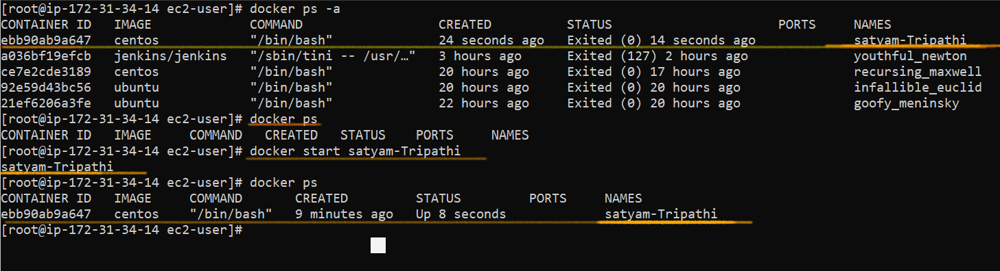 [root@ip-172-31-34-14 ec2-user]# docker ps -a
CONTAINER ID   IMAGE             COMMAND                  CREATED          STATUS                      PORTS     NAMES
ebb90ab9a647   centos            "/bin/bash"              24 seconds ago   Exited (0) 14 seconds ago             satyam-Tripathi
a036bf19efcb   jenkins/jenkins   "/sbin/tini -- /usr/…"   3 hours ago      Exited (127) 2 hours ago              youthful_newton
ce7e2cde3189   centos            "/bin/bash"              20 hours ago     Exited (0) 17 hours ago               recursing_maxwell
92e59d43bc56   ubuntu            "/bin/bash"              20 hours ago     Exited (0) 20 hours ago               infallible_euclid
21ef6206a3fe   ubuntu            "/bin/bash"              22 hours ago     Exited (0) 20 hours ago               goofy_meninsky
[root@ip-172-31-34-14 ec2-user]# docker ps
CONTAINER ID   IMAGE     COMMAND   CREATED   STATUS    PORTS     NAMES
[root@ip-172-31-34-14 ec2-user]# docker start satyam-Tripathi
satyam-Tripathi
[root@ip-172-31-34-14 ec2-user]# docker ps
CONTAINER ID   IMAGE     COMMAND       CREATED         STATUS         PORTS     NAMES
ebb90ab9a647   centos    "/bin/bash"   9 minutes ago   Up 8 seconds             satyam-Tripathi
[root@ip-172-31-34-14 ec2-user]#